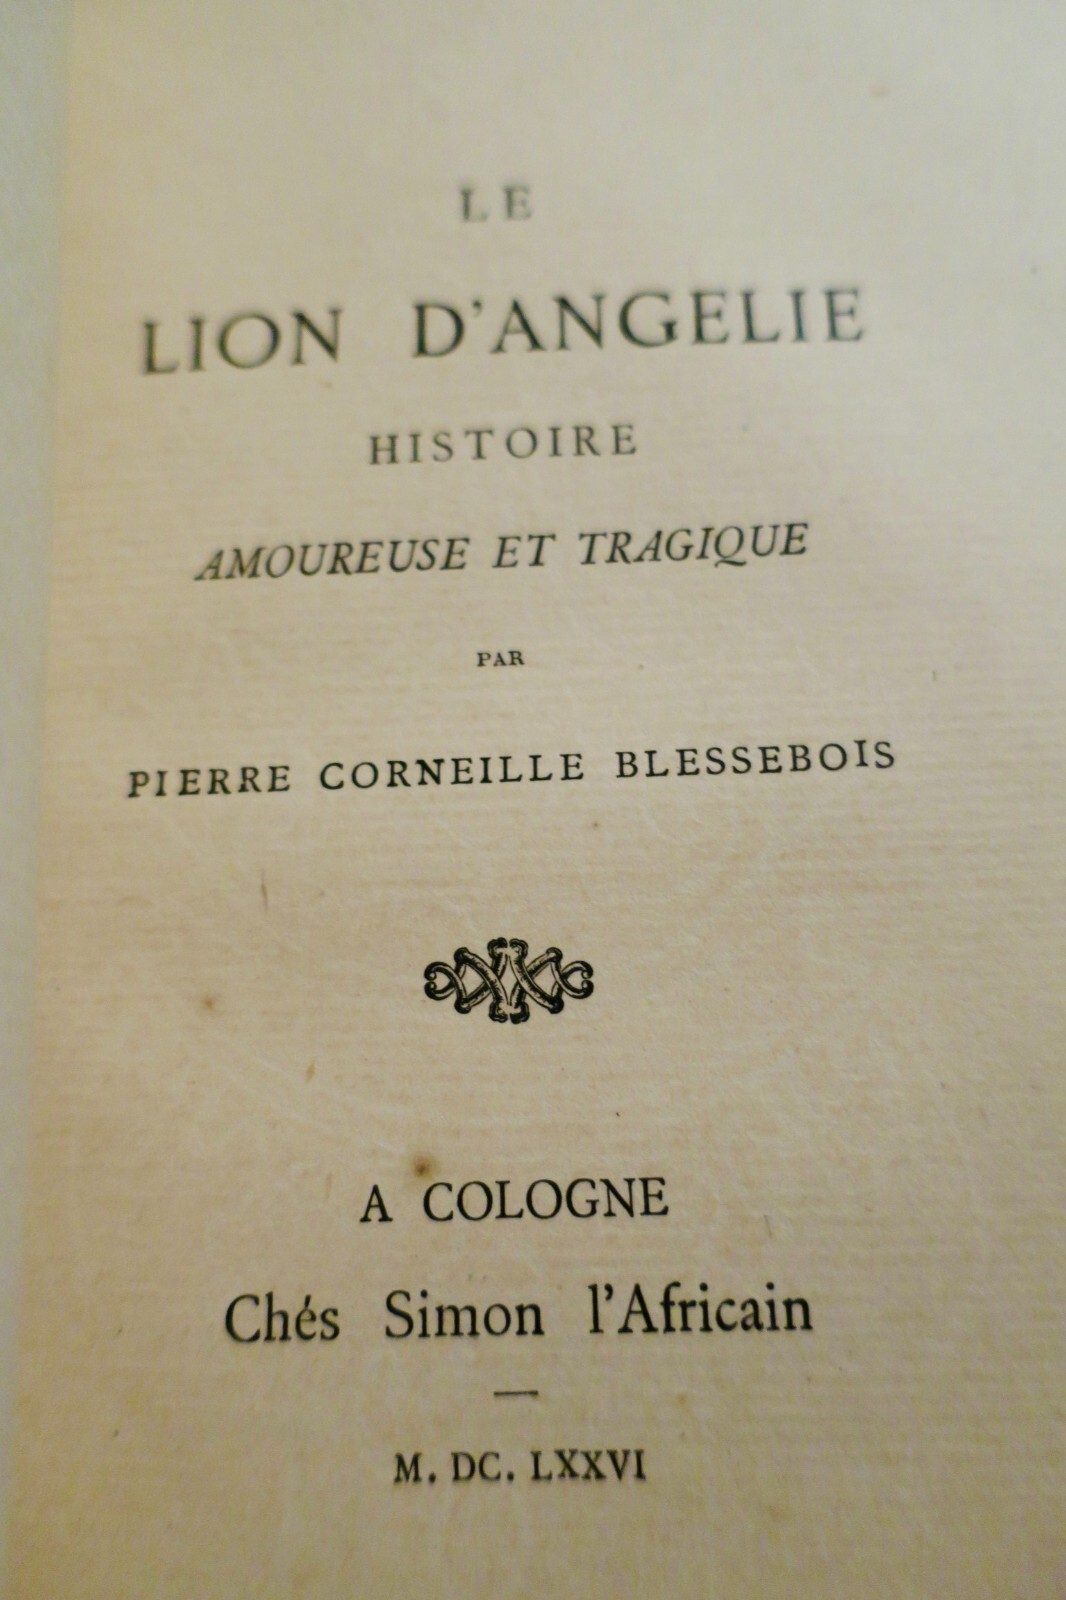 LE
LION D'ANGELIE
HISTOIRE
AMOUREUSE ET TRAGIQUE
PAR
PIERRE CORNEILLE BLESSEBOIS
A COLOGNE
Chés Simon l'Africain
M. DC. LXXVI